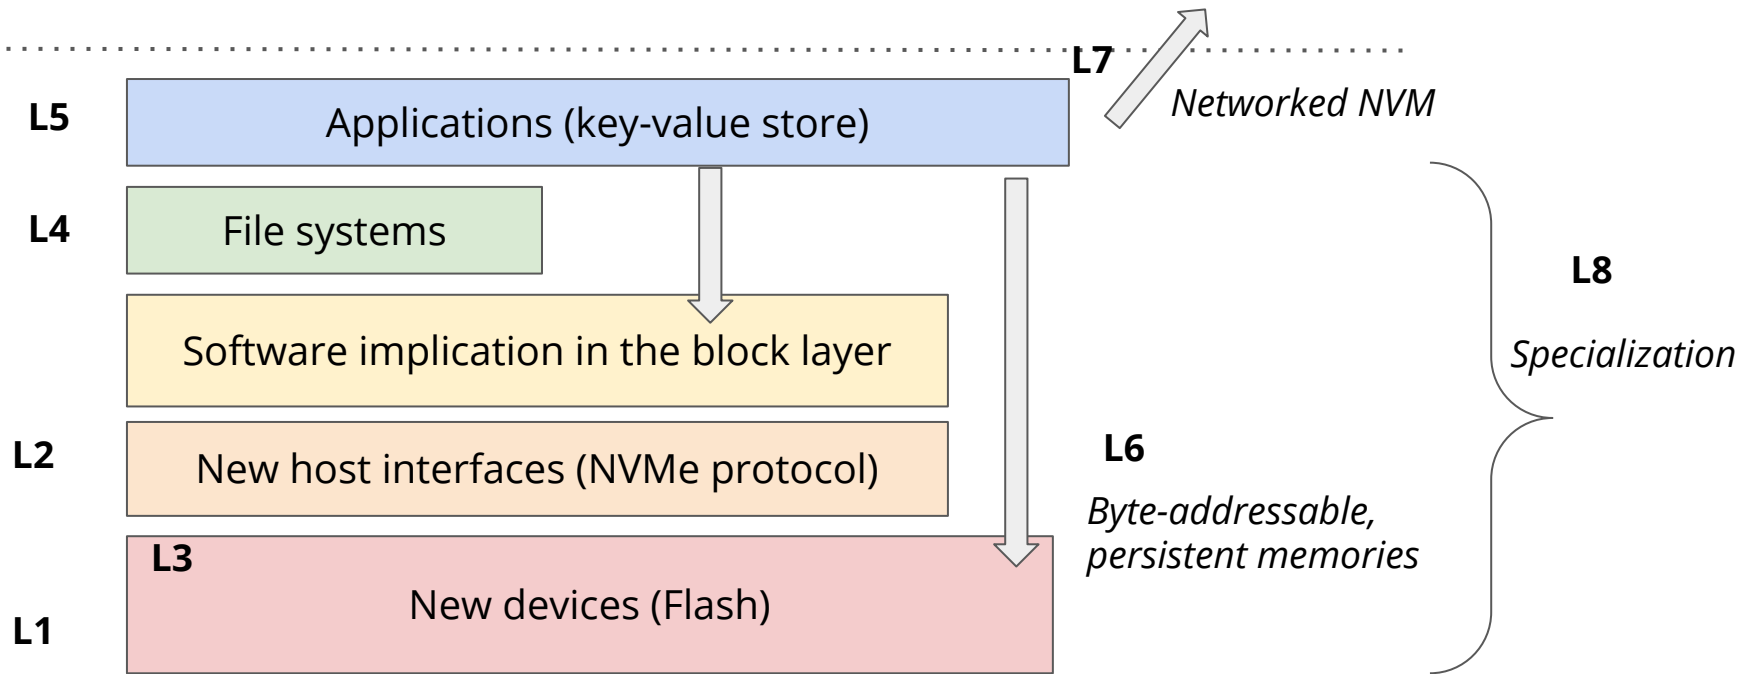 L7
Networked NVM
L5
Applications (key-value store)
L4
File systems
L8
Specialization
Software implication in the block layer
L2
New host interfaces (NVMe protocol)
L6
Byte-addressable,
persistent memories
L3
New devices (Flash)
L1